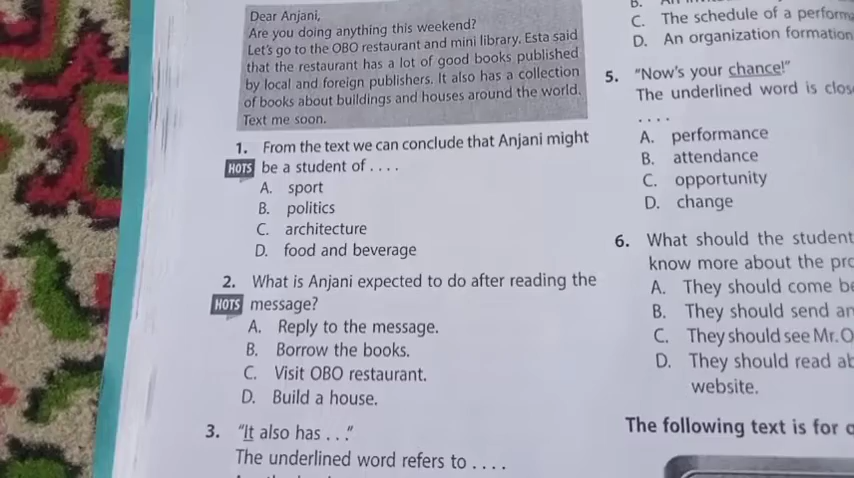 Dear Anjani,
Are you doing anything this weekend?
Let's go to the OBO restaurant and mini library. Esta said
that the restaurant has a lot of good books published
by local and foreign publishers. It also has a collection
of books about buildings and houses around the world.
Text me soon.
1. From the text we can conclude that Anjani might
HOTS be a student of . . . .
A. sport
B. politics
C. architecture
D. food and beverage
2. What is Anjani expected to do after reading the
HOTS message?
A. Reply to the message.
B. Borrow the books.
C. Visit OBO restaurant.
D. Build a house.
3. "It also has . . ."
The underlined word refers to . . . .
C. The schedule of a
D. An organization formation
5. "Now's your chance!"
The underlined word is
. . . .
A. performance
B. attendance
C. opportunity
D. change
6. What should the student
know more about the
A. They should come
B. They should send
C. They should see Mr.
D. They should read
website.
The following text is for